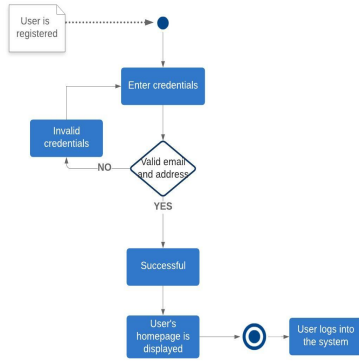 User is
registered
Enter credentials
Invalid
credentials
Valid email
and address
NO
YES
Successful
User's
homepage is
displayed
User logs into
the system